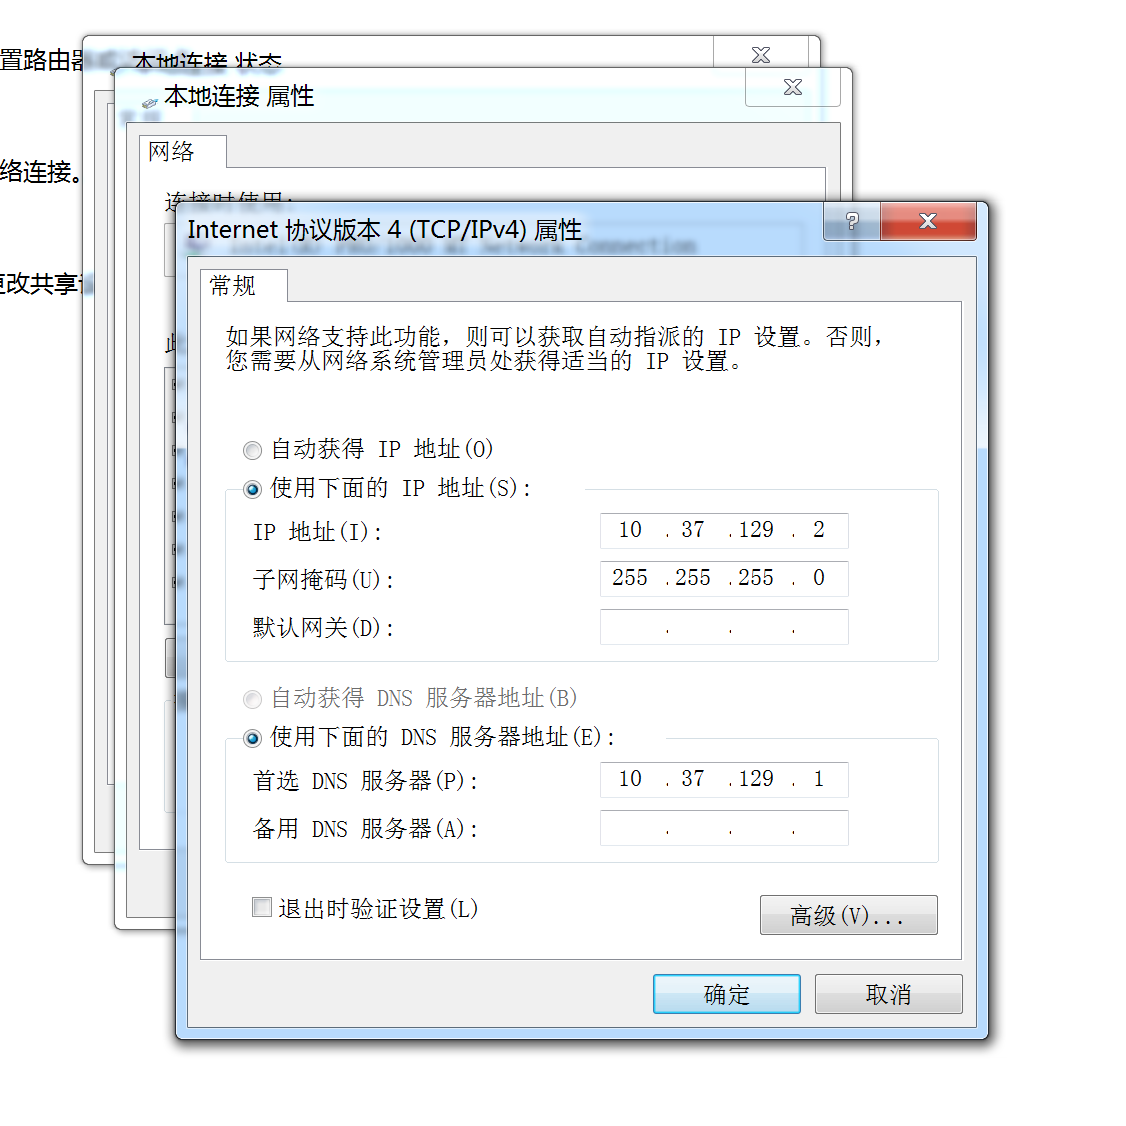 置路由器
本地连接 状态
本地连接 属性
网络
络连接。
连接时使用:
Internet 协议版本 4 (TCP/IPv4) 属性
Network Connection
更改共享
常规
如果网络支持此功能，则可以获取自动指派的 IP 设置。否则，
您需要从网络系统管理员处获得适当的 IP 设置。
自动获得 IP 地址(O)
使用下面的 IP 地址(S):
IP 地址(I): 10 . 37 . 129 . 2
子网掩码(U): 255 . 255 . 255 . 0
默认网关(D): . . .
自动获得 DNS 服务器地址(B)
使用下面的 DNS 服务器地址(E):
首选 DNS 服务器(P): 10 . 37 . 129 . 1
备用 DNS 服务器(A): . . .
退出时验证设置(L)
高级(V)...
确定 取消